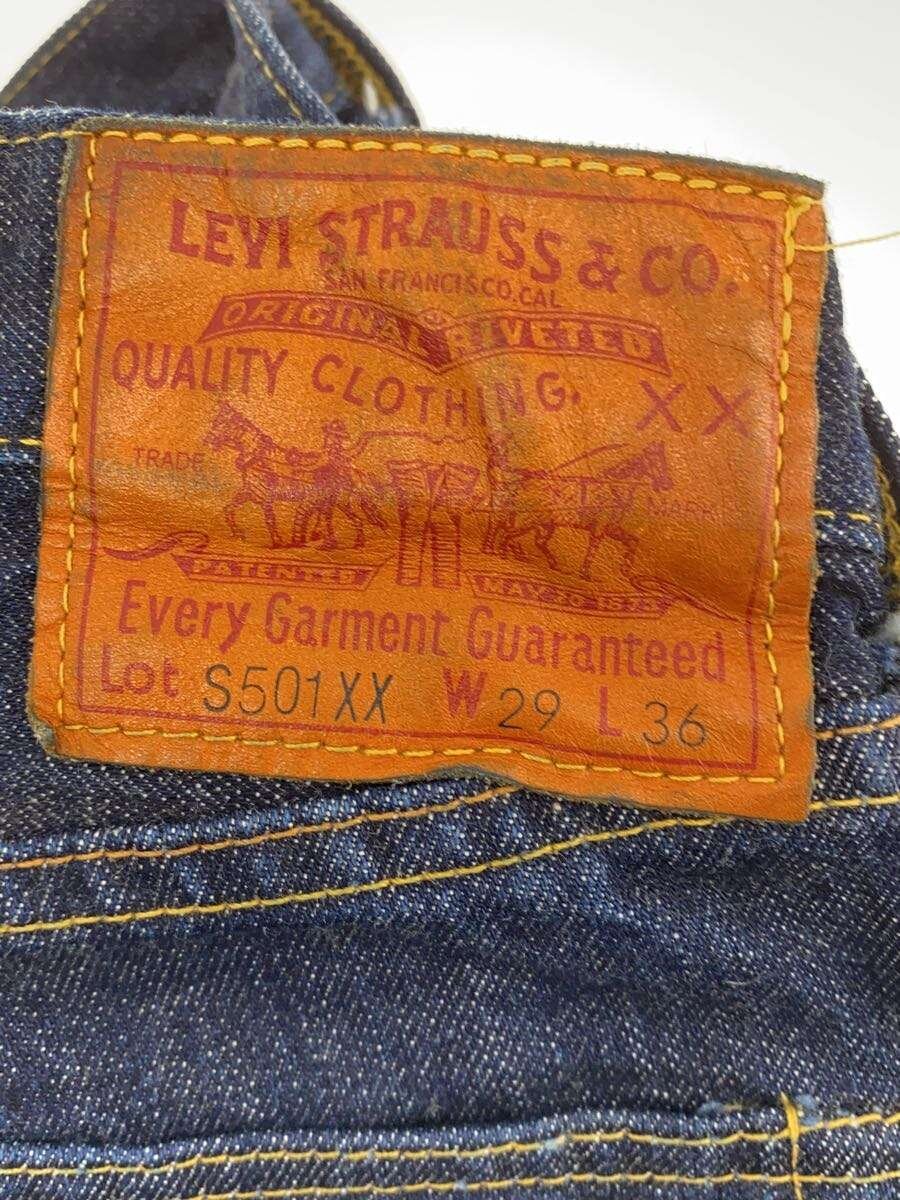 LEVI STRAUSS & CO.
SAN FRANCISCO, CAL
ORIGINAL RIVETED
QUALITY CLOTHING. XX
TRADE MARK
PATENTED MAY 20 1873
Every Garment Guaranteed
Lot S501XX W 29 L 36